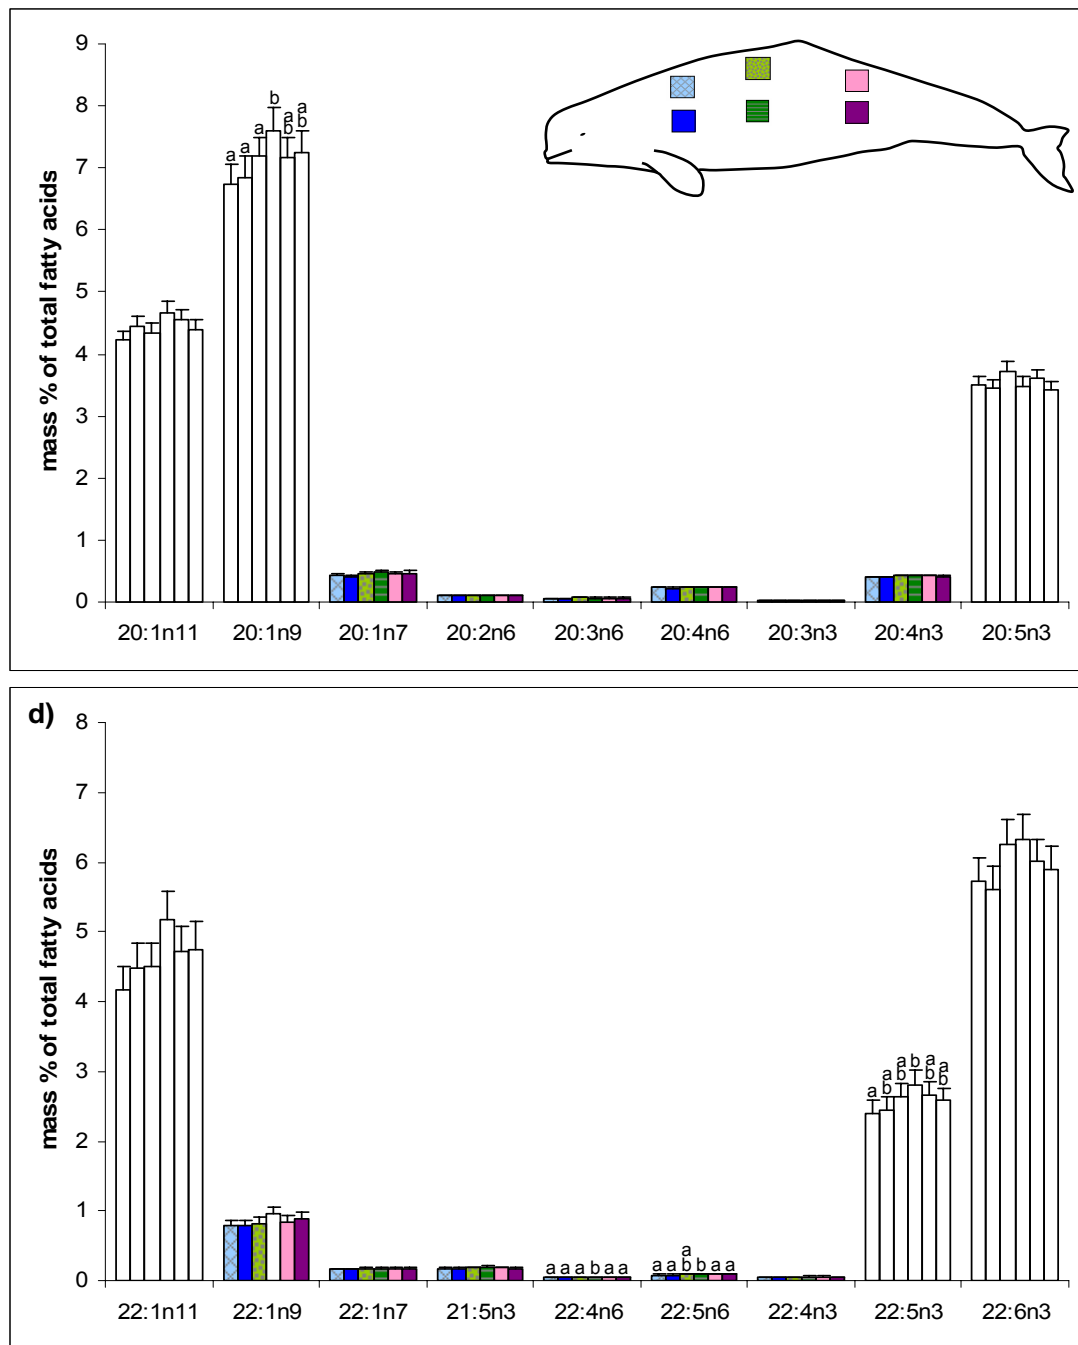 mass % of total fatty acids
9
8
7
6
5
4
3
2
1
0
a a a b a b a b
20:1n11 20:1n9 20:1n7 20:2n6 20:3n6 20:4n6 20:3n3 20:4n3 20:5n3
d)
mass % of total fatty acids
8
7
6
5
4
3
2
1
0
a a a b a a
a a a b b a a
a a b a b b a b a b
22:1n11 22:1n9 22:1n7 21:5n3 22:4n6 22:5n6 22:4n3 22:5n3 22:6n3